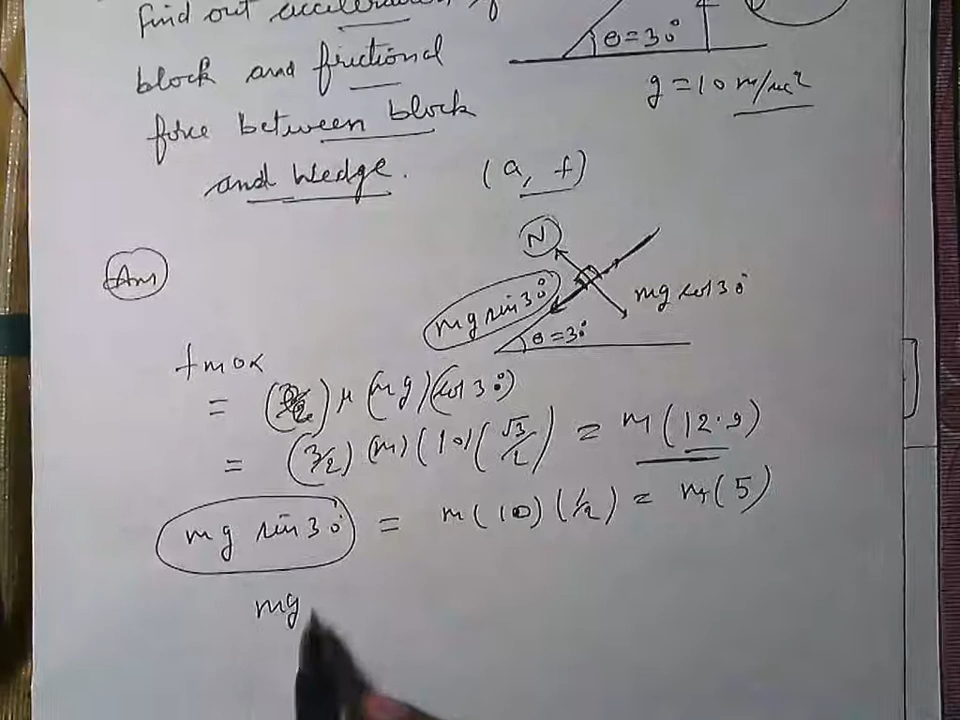 Find out acceleration of
block and frictional
force between block
and Wedge. (a, f)
θ = 30°
g = 10 m/sec²
Ans
N
mg sin 30°
mg cos 30°
θ = 30°
fmax
= μ (mg) (cos 30°)
= (3/2) (m) (10) (√3/2) = m (12.9)
mg sin 30° = m (10) (1/2) = m (5)
mg